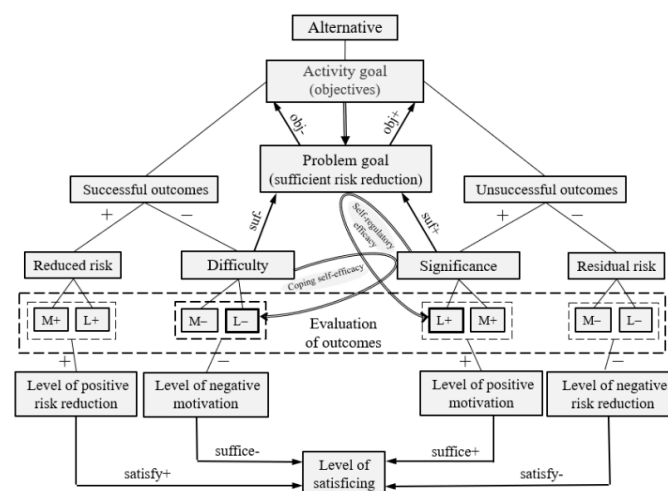 Alternative
Activity goal
(objectives)
obj-
obj+
Problem goal
(sufficient risk reduction)
Successful outcomes
Unsuccessful outcomes
+
−
+
−
suf-
suf+
Self-regulatory
efficacy
Coping self-efficacy
Reduced risk
Difficulty
Significance
Residual risk
M+
L+
M−
L−
L+
M+
M−
L−
Evaluation
of outcomes
+
−
+
−
Level of positive
risk reduction
Level of negative
motivation
Level of positive
motivation
Level of negative
risk reduction
suffice-
suffice+
satisfy+
Level of
satisficing
satisfy-